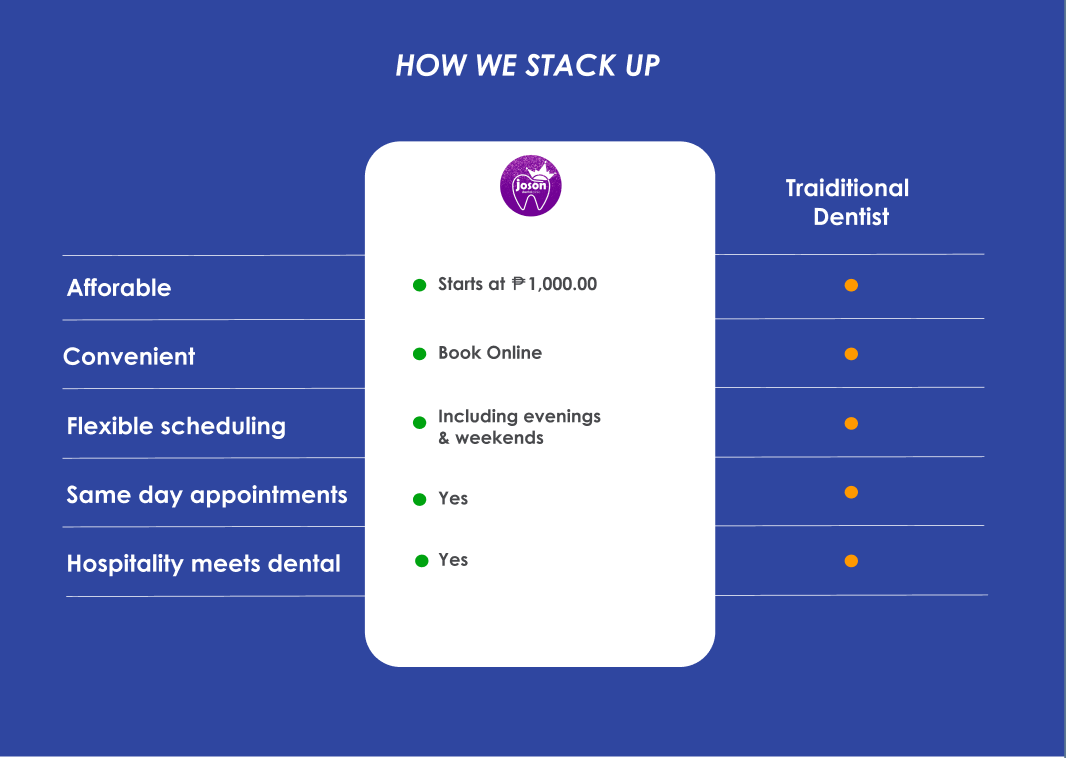 HOW WE STACK UP
joson
Traiditional
Dentist
Afforable
Starts at ₱1,000.00
Convenient
Book Online
Flexible scheduling
Including evenings
& weekends
Same day appointments
Yes
Hospitality meets dental
Yes